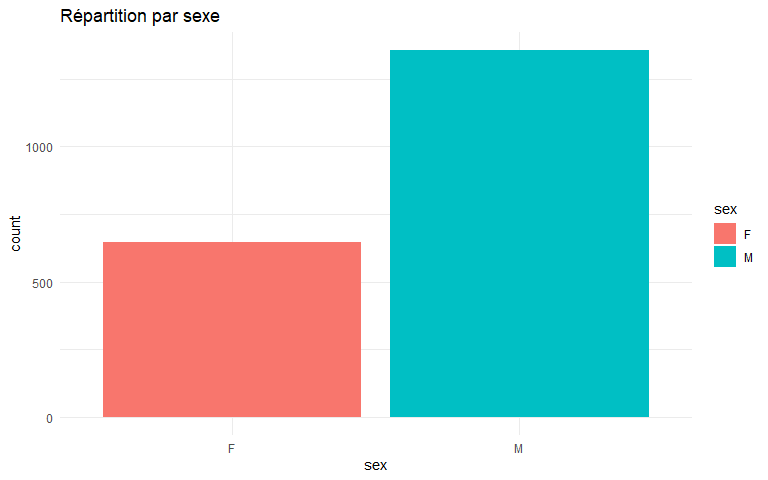 Répartition par sexe
count
1000
500
0
F
M
sex
sex
F
M